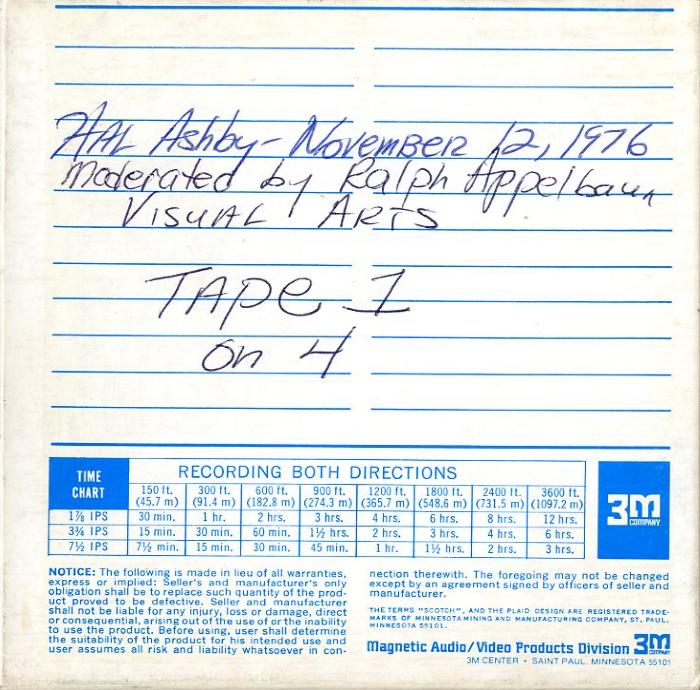 HAL Ashby - November 12, 1976
Moderated by Ralph Appelbaum
VISUAL ARTS
TAPE 1
on 4
TIME CHART
RECORDING BOTH DIRECTIONS
150 ft. (45.7 m) 300 ft. (91.4 m) 600 ft. (182.8 m) 900 ft. (274.3 m) 1200 ft. (365.7 m) 1800 ft. (548.6 m) 2400 ft. (731.5 m) 3600 ft. (1097.2 m)
1⅞ IPS 30 min. 1 hr. 2 hrs. 3 hrs. 4 hrs. 6 hrs. 8 hrs. 12 hrs.
3¾ IPS 15 min. 30 min. 60 min. 1½ hrs. 2 hrs. 3 hrs. 4 hrs. 6 hrs.
7½ IPS 7½ min. 15 min. 30 min. 45 min. 1 hr. 1½ hrs. 2 hrs. 3 hrs.
3M COMPANY
NOTICE: The following is made in lieu of all warranties,
express or implied: Seller's and manufacturer's only
obligation shall be to replace such quantity of the prod-
uct proved to be defective. Seller and manufacturer
shall not be liable for any injury, loss or damage, direct
or consequential, arising out of the use of or the inability
to use the product. Before using, user shall determine
the suitability of the product for his intended use and
user assumes all risk and liability whatsoever in con-
nection therewith. The foregoing may not be changed
except by an agreement signed by officers of seller and
manufacturer.
THE TERMS "SCOTCH", AND THE PLAID DESIGN ARE REGISTERED TRADE-
MARKS OF MINNESOTA MINING AND MANUFACTURING COMPANY, ST. PAUL,
MINNESOTA 55101.
Magnetic Audio/Video Products Division 3M COMPANY
3M CENTER • SAINT PAUL, MINNESOTA 55101